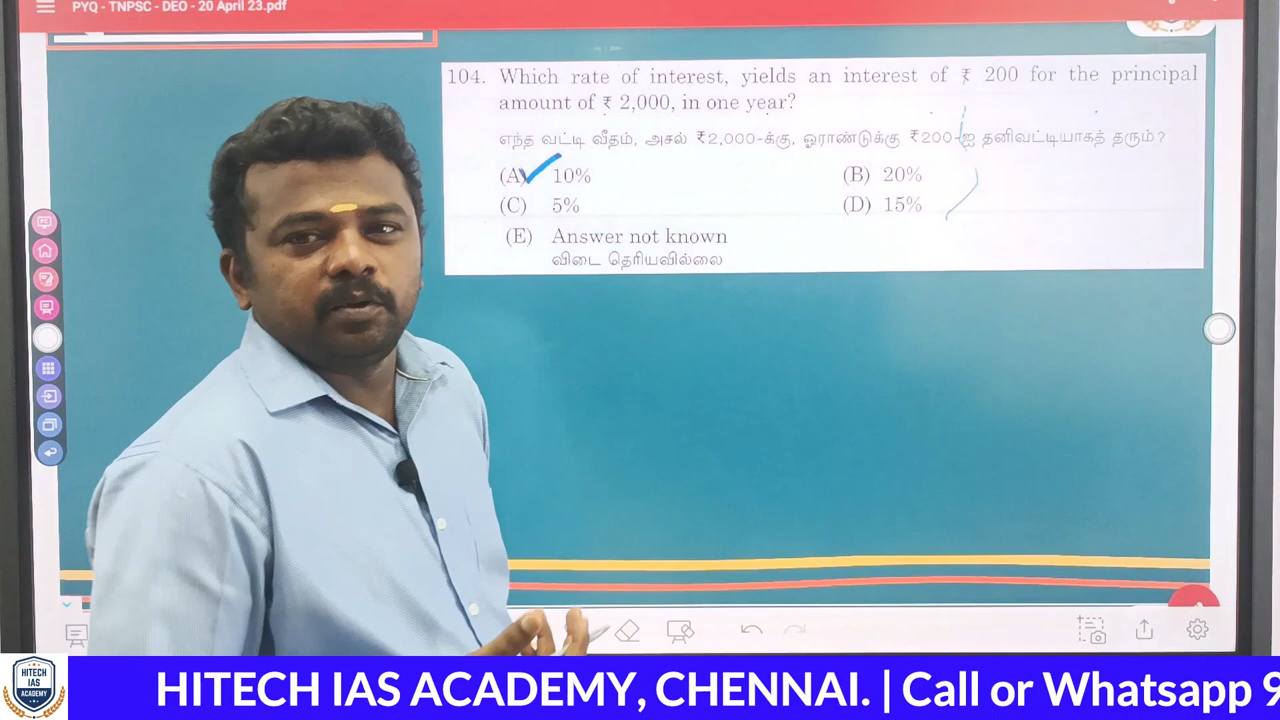 PYQ - TNPSC - DEO - 20 April 23.pdf
104. Which rate of interest, yields an interest of ₹ 200 for the principal
amount of ₹ 2,000, in one year?
எந்த வட்டி வீதம், அசல் ₹2,000-க்கு, ஓராண்டுக்கு ₹200-ஐ தனிவட்டியாகத் தரும்?
(A) 10% (B) 20%
(C) 5% (D) 15%
(E) Answer not known
விடை தெரியவில்லை
HITECH
IAS
ACADEMY
HITECH IAS ACADEMY, CHENNAI. | Call or Whatsapp 9